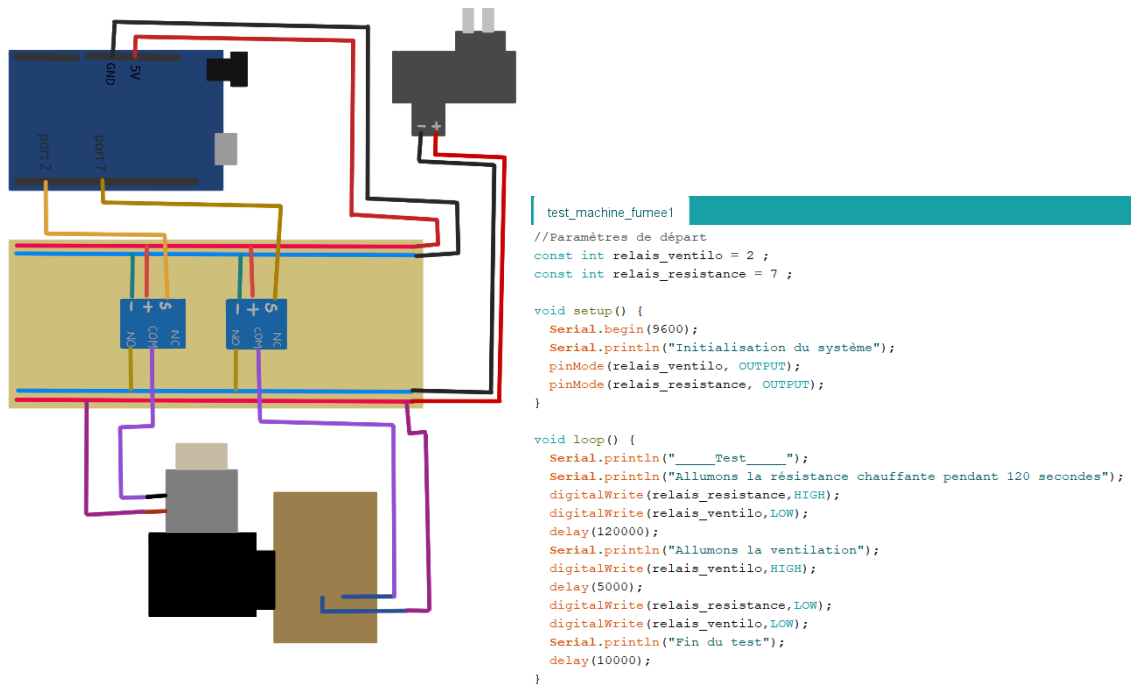 GND
5V
port 2
port 7
- +
- + S
NO COM NC
- + S
NO COM NC
test_machine_fumee1
//Paramètres de départ
const int relais_ventilo = 2 ;
const int relais_resistance = 7 ;
void setup() {
Serial.begin(9600);
Serial.println("Initialisation du système");
pinMode(relais_ventilo, OUTPUT);
pinMode(relais_resistance, OUTPUT);
}
void loop() {
Serial.println("_____Test_____");
Serial.println("Allumons la résistance chauffante pendant 120 secondes");
digitalWrite(relais_resistance,HIGH);
digitalWrite(relais_ventilo,LOW);
delay(120000);
Serial.println("Allumons la ventilation");
digitalWrite(relais_ventilo,HIGH);
delay(5000);
digitalWrite(relais_resistance,LOW);
digitalWrite(relais_ventilo,LOW);
Serial.println("Fin du test");
delay(10000);
}